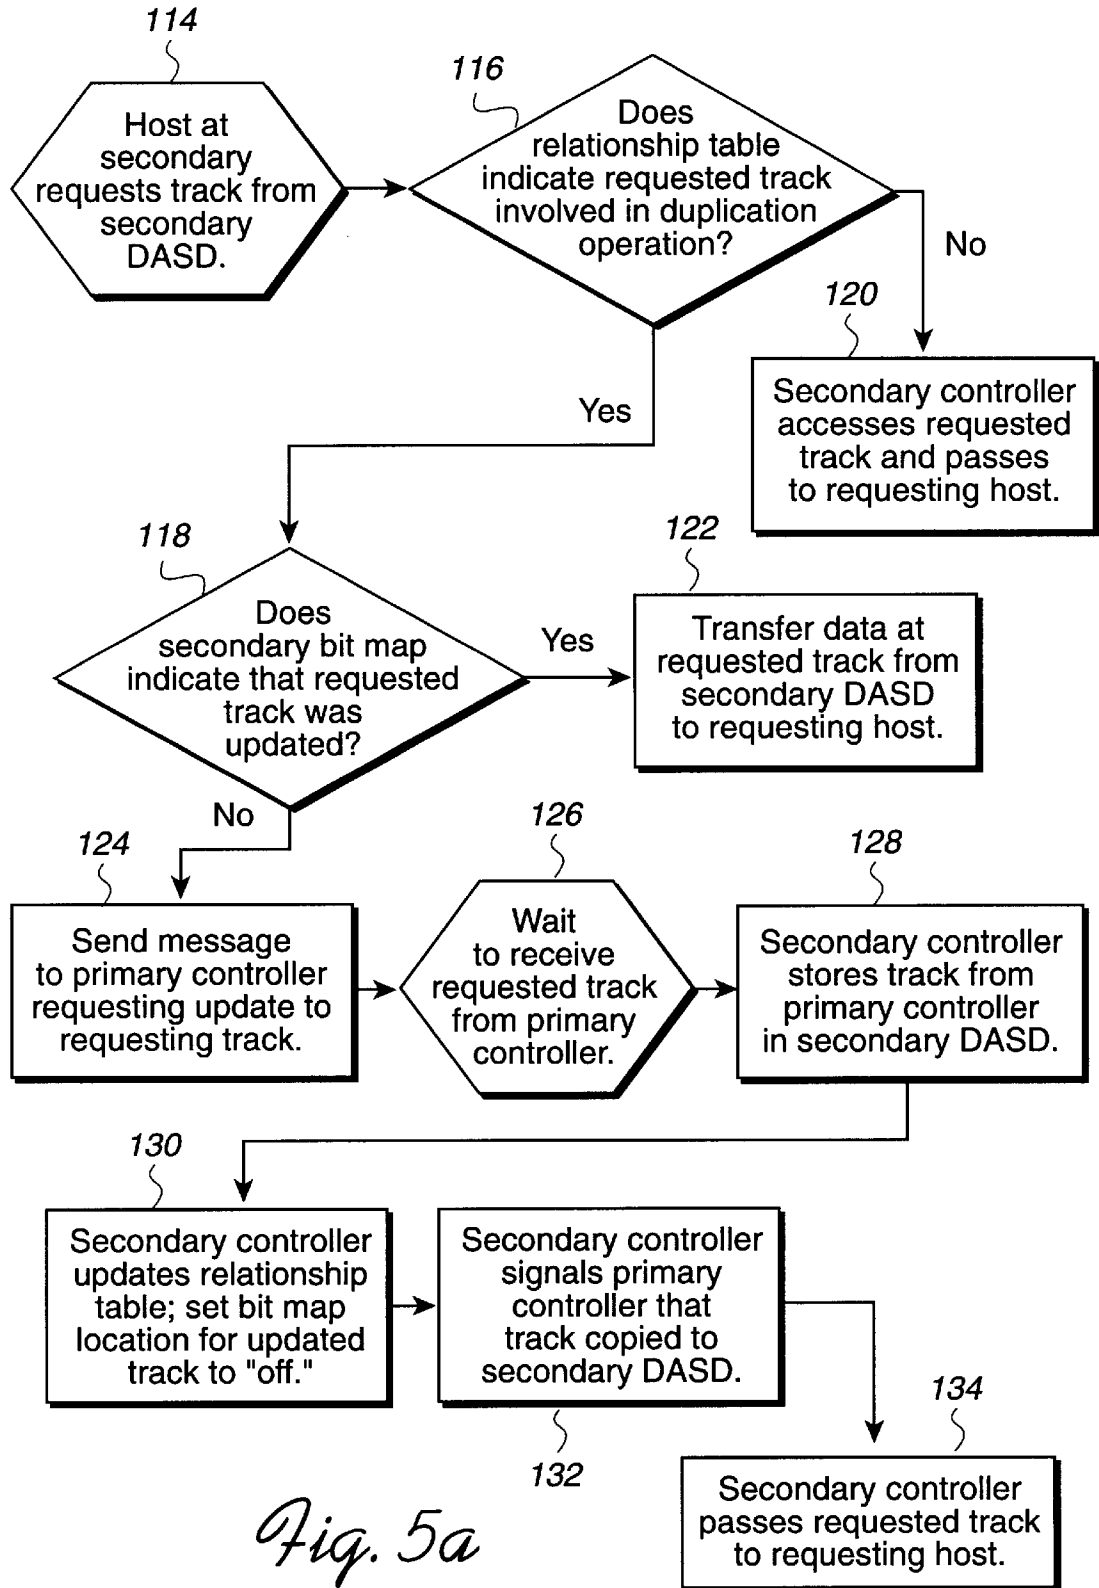 114
Host at
secondary
requests track from
secondary
DASD.
116
Does
relationship table
indicate requested track
involved in duplication
operation?
No
120
Secondary controller
accesses requested
track and passes
to requesting host.
Yes
118
Does
secondary bit map
indicate that requested
track was
updated?
Yes
122
Transfer data at
requested track from
secondary DASD
to requesting host.
No
124
Send message
to primary controller
requesting update to
requesting track.
126
Wait
to receive
requested track
from primary
controller.
128
Secondary controller
stores track from
primary controller
in secondary DASD.
130
Secondary controller
updates relationship
table; set bit map
location for updated
track to "off."
Secondary controller
signals primary
controller that
track copied to
secondary DASD.
132
134
Secondary controller
passes requested track
to requesting host.
Fig. 5a